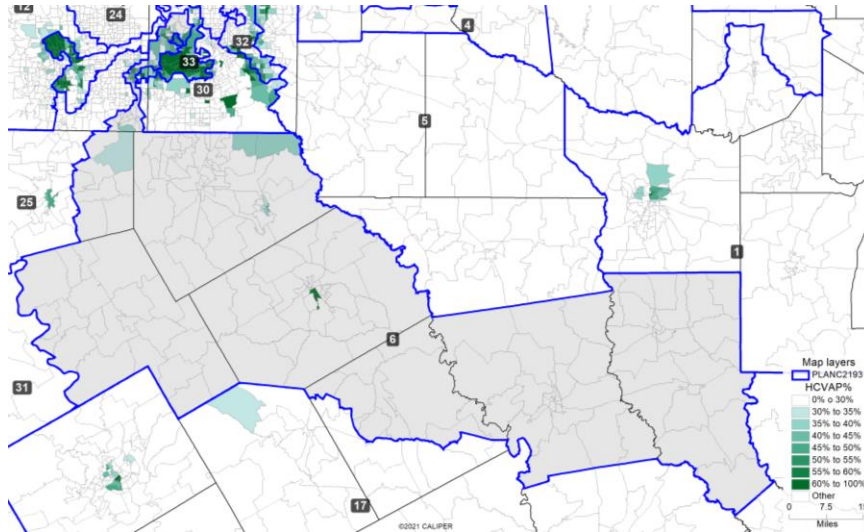 12
24
4
32
33
30
5
25
1
6
31
17
Map layers
PLANC2193
HCVAP%
0% o 30%
30% to 35%
35% to 40%
40% to 45%
45% to 50%
50% to 55%
55% to 60%
60% to 100%
Other
0 7.5
Miles
©2021 CALIPER